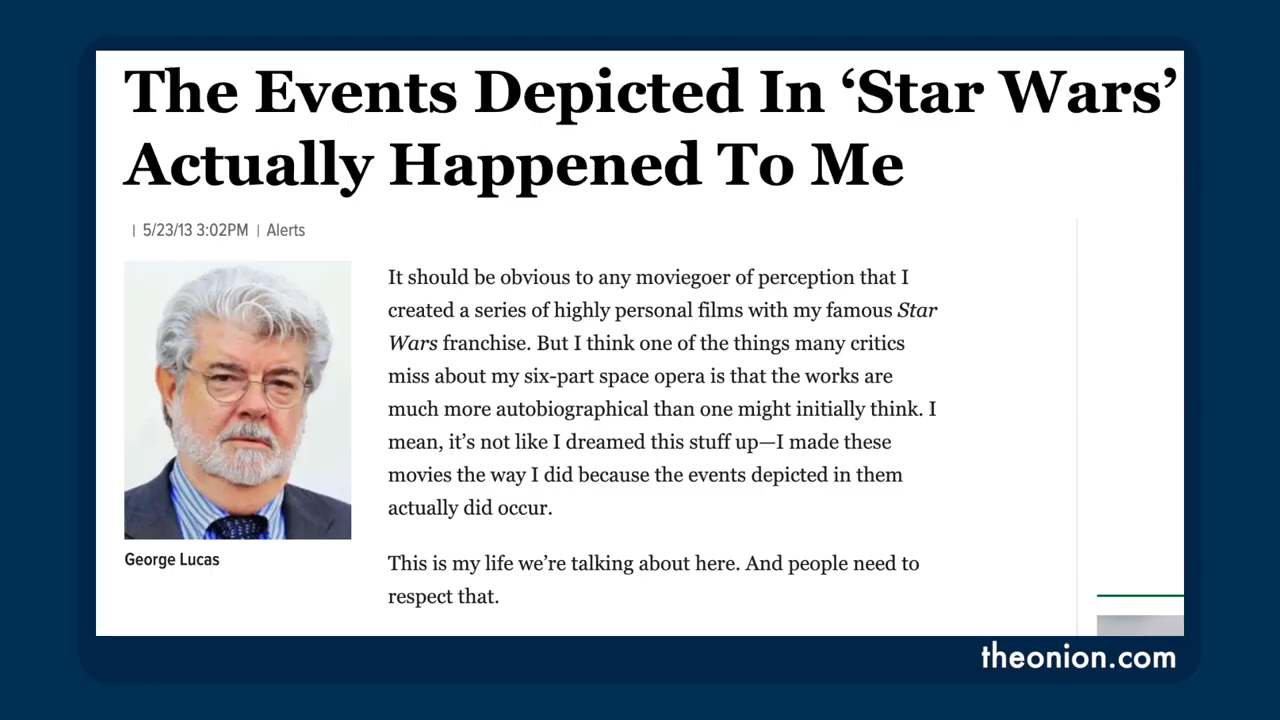 The Events Depicted In ‘Star Wars’
Actually Happened To Me
| 5/23/13 3:02PM | Alerts
It should be obvious to any moviegoer of perception that I
created a series of highly personal films with my famous Star
Wars franchise. But I think one of the things many critics
miss about my six-part space opera is that the works are
much more autobiographical than one might initially think. I
mean, it’s not like I dreamed this stuff up—I made these
movies the way I did because the events depicted in them
actually did occur.
George Lucas
This is my life we’re talking about here. And people need to
respect that.
theonion.com